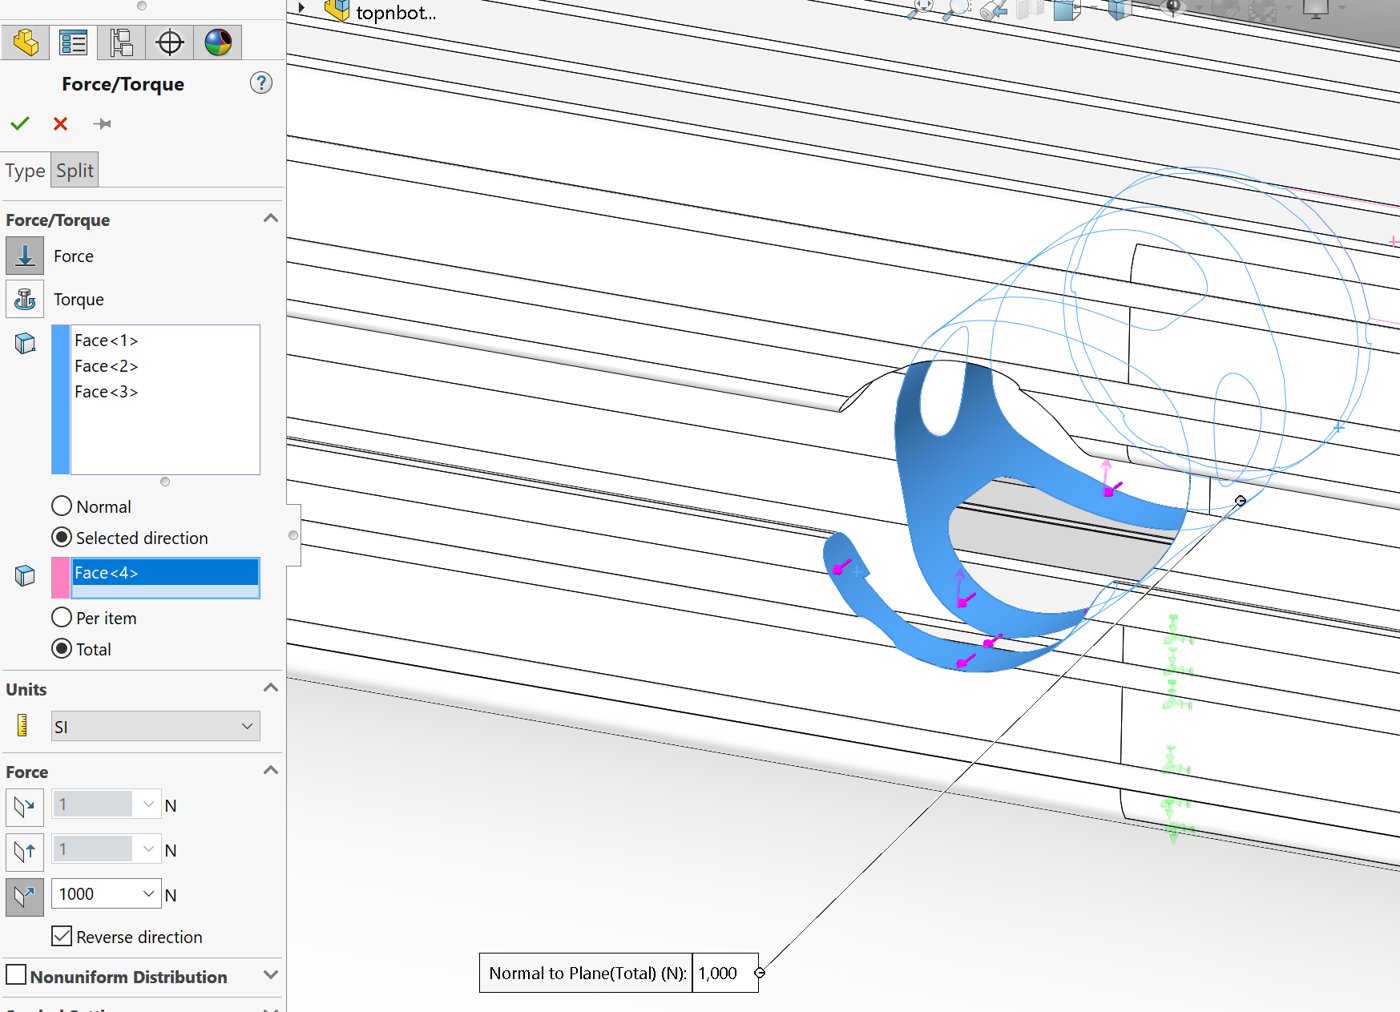 topnbot...
Force/Torque
?
Type Split
Force/Torque
Force
Torque
Face<1>
Face<2>
Face<3>
Normal
Selected direction
Face<4>
Per item
Total
Units
SI
Force
1 N
1 N
1000 N
Reverse direction
Nonuniform Distribution
Normal to Plane(Total) (N): 1,000